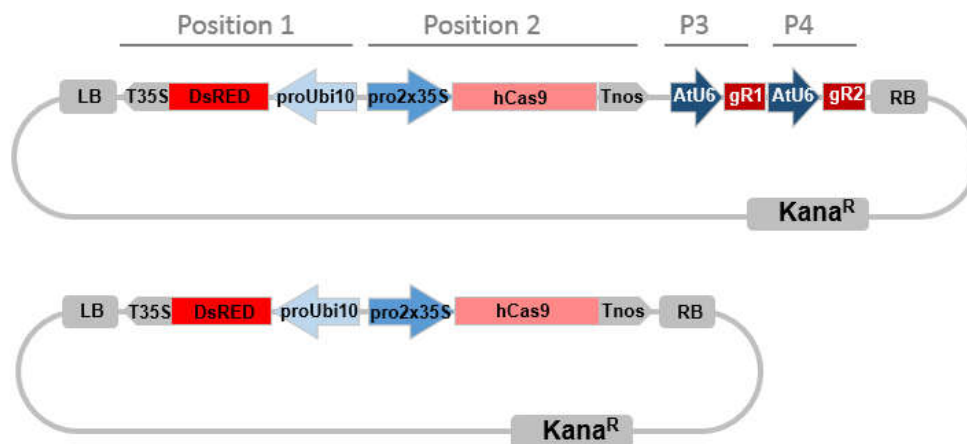 Position 1 Position 2 P3 P4
LB T35S DsRED proUbi10 pro2x35S hCas9 Tnos AtU6 gR1 AtU6 gR2 RB
Kanaᴿ
LB T35S DsRED proUbi10 pro2x35S hCas9 Tnos RB
Kanaᴿ